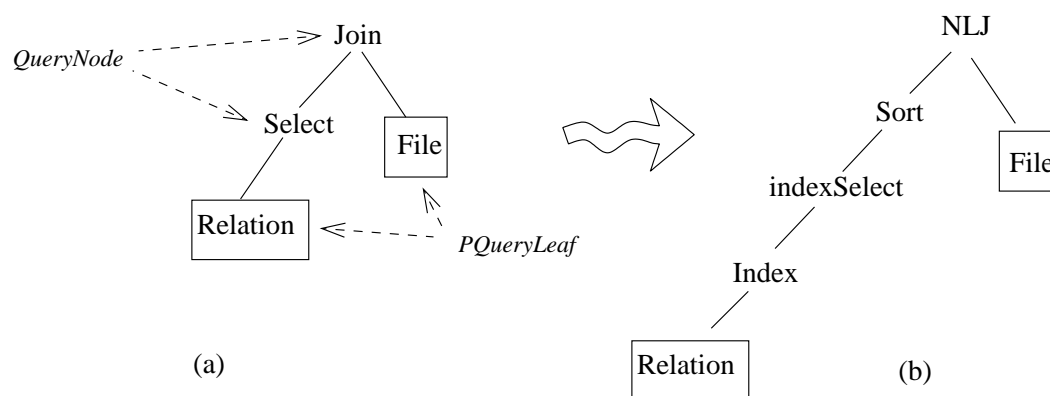 Join
NLJ
QueryNode
Select
Sort
File
File
indexSelect
Relation
PQueryLeaf
Index
Relation
(a)
(b)